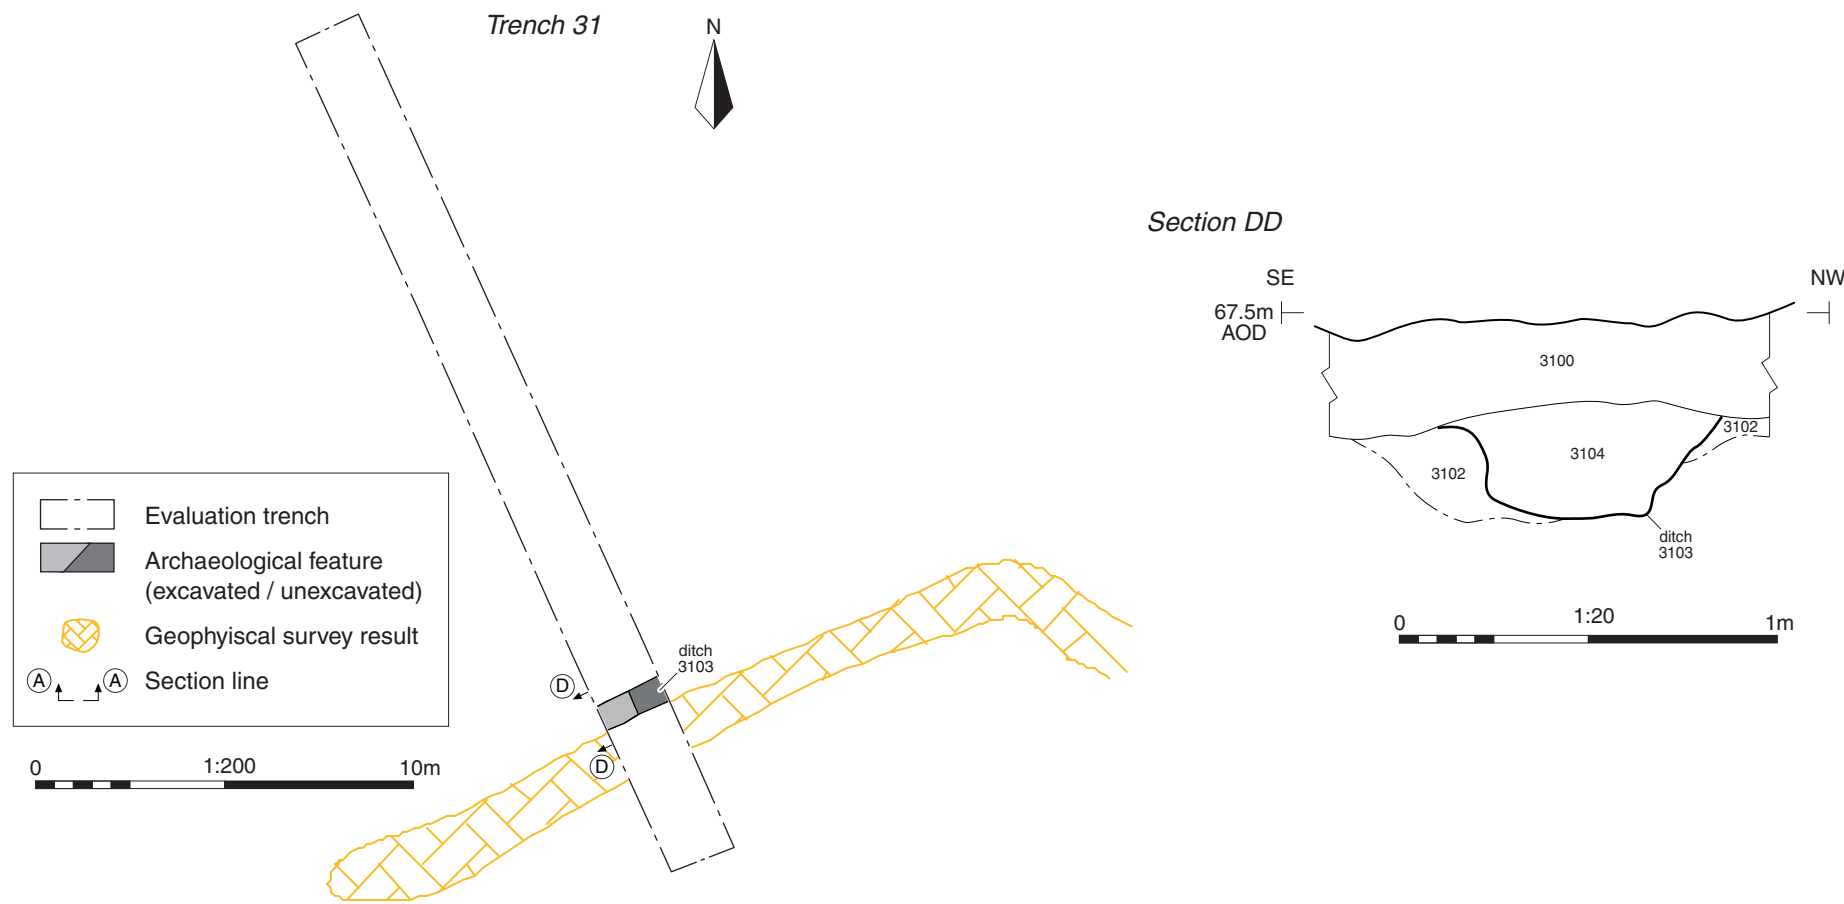 Trench 31
N
Section DD
SE
NW
67.5m
AOD
3100
3102
3104
3102
ditch
3103
0
1:20
1m
ditch
3103
D
D
Evaluation trench
Archaeological feature
(excavated / unexcavated)
Geophyiscal survey result
A
A
Section line
0
1:200
10m